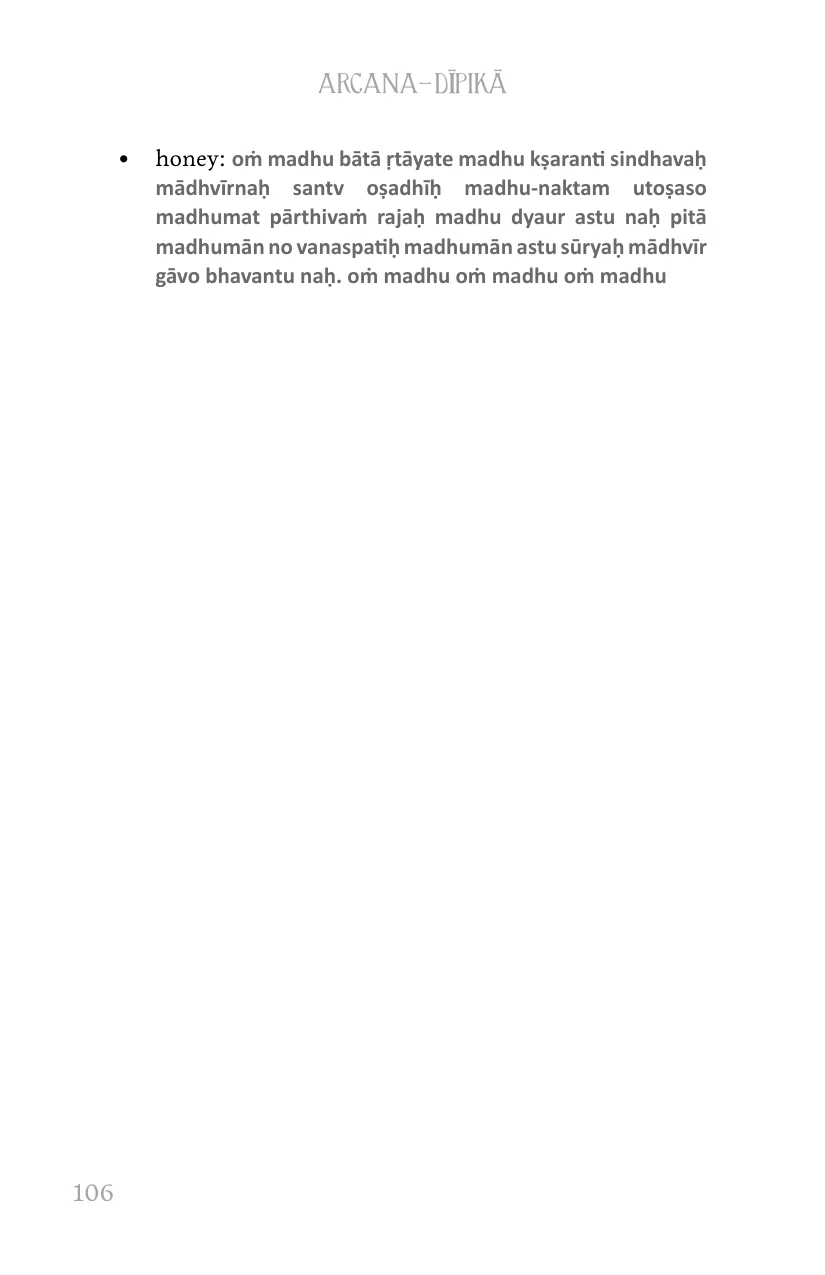 ARCANA-DĪPIKĀ
• honey: oṁ madhu bātā ṛtāyate madhu kṣaranti sindhavaḥ
mādhvīrnaḥ santv oṣadhīḥ madhu-naktam utoṣaso
madhumat pārthivaṁ rajaḥ madhu dyaur astu naḥ pitā
madhumān no vanaspatiḥ madhumān astu sūryaḥ mādhvīr
gāvo bhavantu naḥ. oṁ madhu oṁ madhu oṁ madhu
106